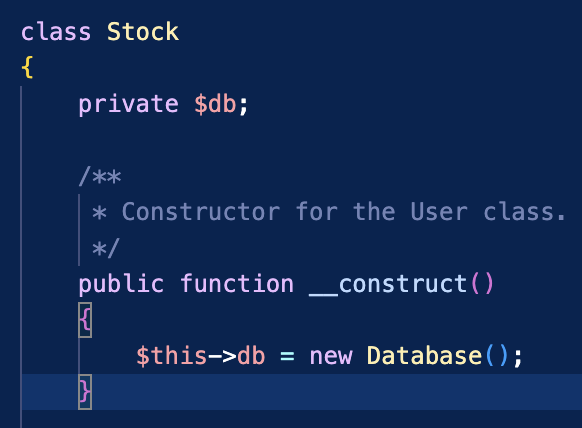 class Stock
{
private $db;
/**
* Constructor for the User class.
*/
public function __construct()
{
$this->db = new Database();
}